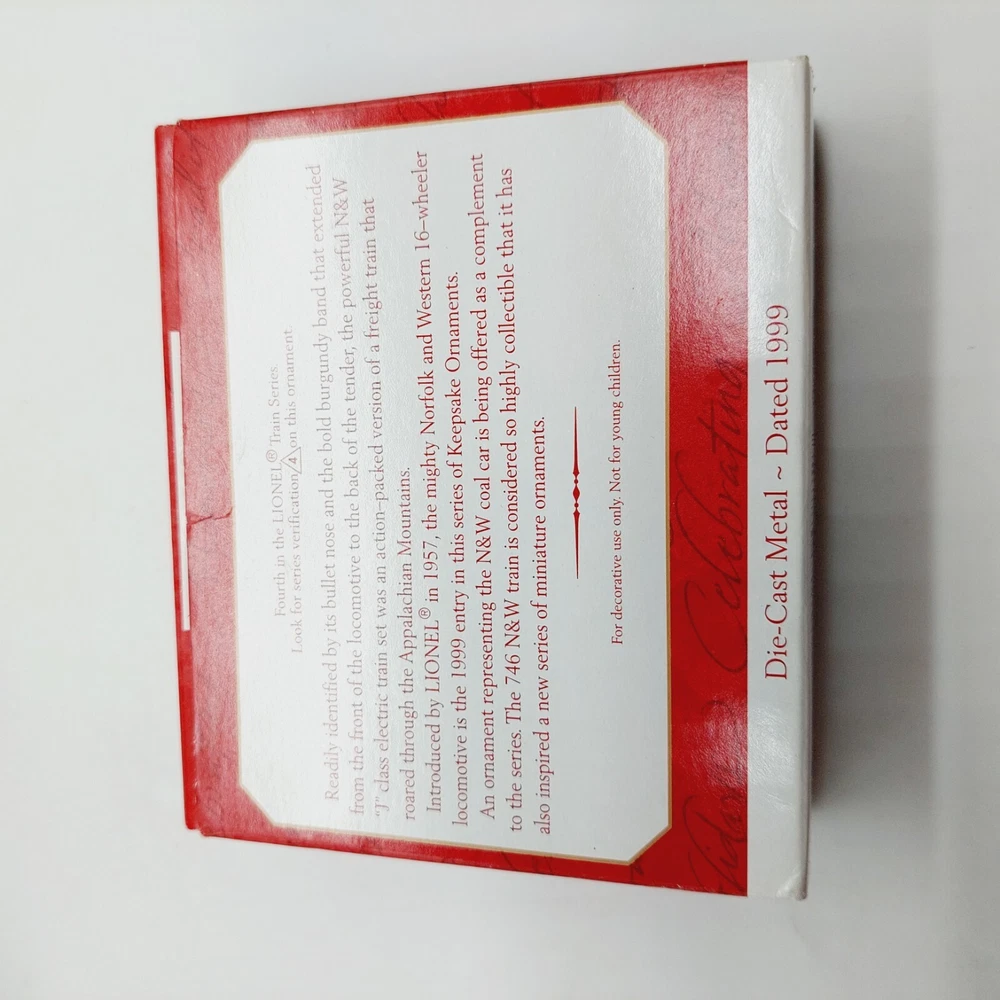 Fourth in the LIONEL® Train Series.
Look for series verification 4 on this ornament.
Readily identified by its bullet nose and the bold burgundy band that extended
from the front of the locomotive to the back of the tender, the powerful N&W
"J" class electric train set was an action–packed version of a freight train that
roared through the Appalachian Mountains.
Introduced by LIONEL® in 1957, the mighty Norfolk and Western 16–wheeler
locomotive is the 1999 entry in this series of Keepsake Ornaments.
An ornament representing the N&W coal car is being offered as a complement
to the series. The 746 N&W train is considered so highly collectible that it has
also inspired a new series of miniature ornaments.
For decorative use only. Not for young children.
Celebrating
Die-Cast Metal ~ Dated 1999